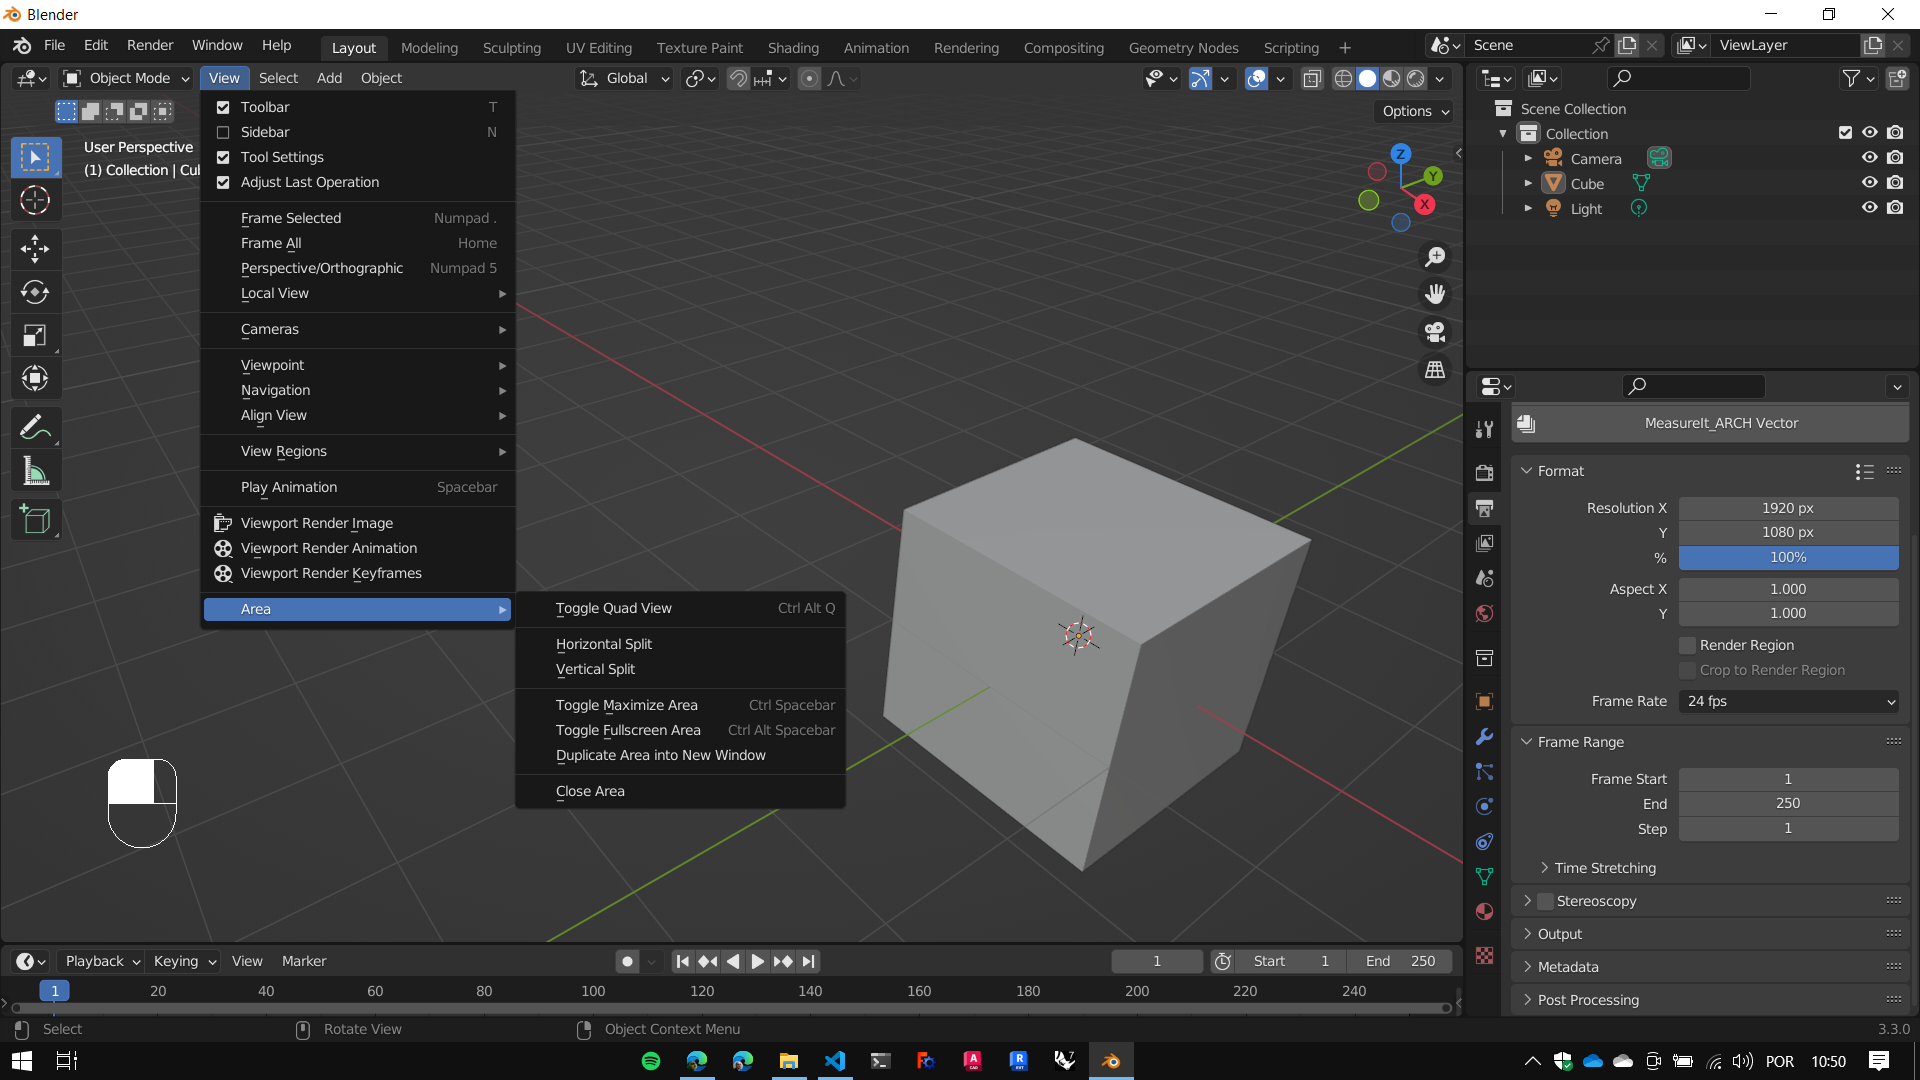 Blender
File Edit Render Window Help
Layout Modeling Sculpting UV Editing Texture Paint Shading Animation Rendering Compositing Geometry Nodes Scripting
Scene
ViewLayer
Object Mode View Select Add Object
Global
Options
Toolbar T
Sidebar N
Tool Settings
Adjust Last Operation
Frame Selected Numpad .
Frame All Home
Perspective/Orthographic Numpad 5
Local View
Cameras
Viewpoint
Navigation
Align View
View Regions
Play Animation Spacebar
Viewport Render Image
Viewport Render Animation
Viewport Render Keyframes
Area
Toggle Quad View Ctrl Alt Q
Horizontal Split
Vertical Split
Toggle Maximize Area Ctrl Spacebar
Toggle Fullscreen Area Ctrl Alt Spacebar
Duplicate Area into New Window
Close Area
User Perspective
(1) Collection | Cu
Z
Y
X
Scene Collection
Collection
Camera
Cube
Light
MeasureIt_ARCH Vector
Format
Resolution X 1920 px
Y 1080 px
% 100%
Aspect X 1.000
Y 1.000
Render Region
Crop to Render Region
Frame Rate 24 fps
Frame Range
Frame Start 1
End 250
Step 1
Time Stretching
Stereoscopy
Output
Metadata
Post Processing
Playback Keying View Marker
1
Start 1
End 250
1 20 40 60 80 100 120 140 160 180 200 220 240
Select
Rotate View
Object Context Menu
3.3.0
POR 10:50